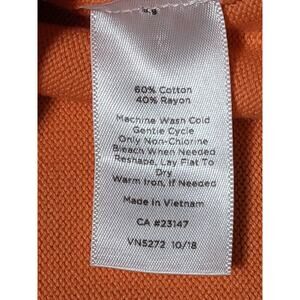 60% Cotton
40% Rayon
Machine Wash Cold
Gentle Cycle
Only Non-Chlorine
Bleach When Needed
Reshape, Lay Flat To
Dry
Warm Iron, If Needed
Made in Vietnam
CA #23147
VN5272 10/18